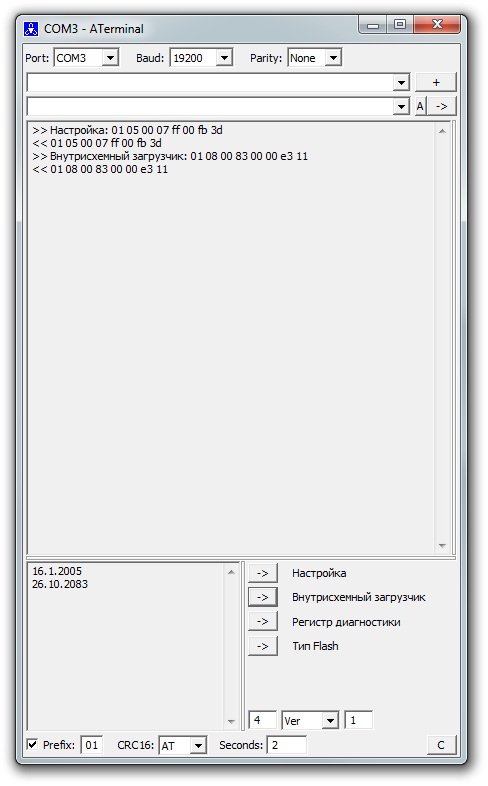 COM3 - ATerminal
Port: COM3 Baud: 19200 Parity: None
+
A ->
>> Настройка: 01 05 00 07 ff 00 fb 3d
<< 01 05 00 07 ff 00 fb 3d
>> Внутрисхемный загрузчик: 01 08 00 83 00 00 e3 11
<< 01 08 00 83 00 00 e3 11
16.1.2005
26.10.2083
-> Настройка
-> Внутрисхемный загрузчик
-> Регистр диагностики
-> Тип Flash
4 Ver 1
Prefix: 01 CRC16: AT Seconds: 2 C